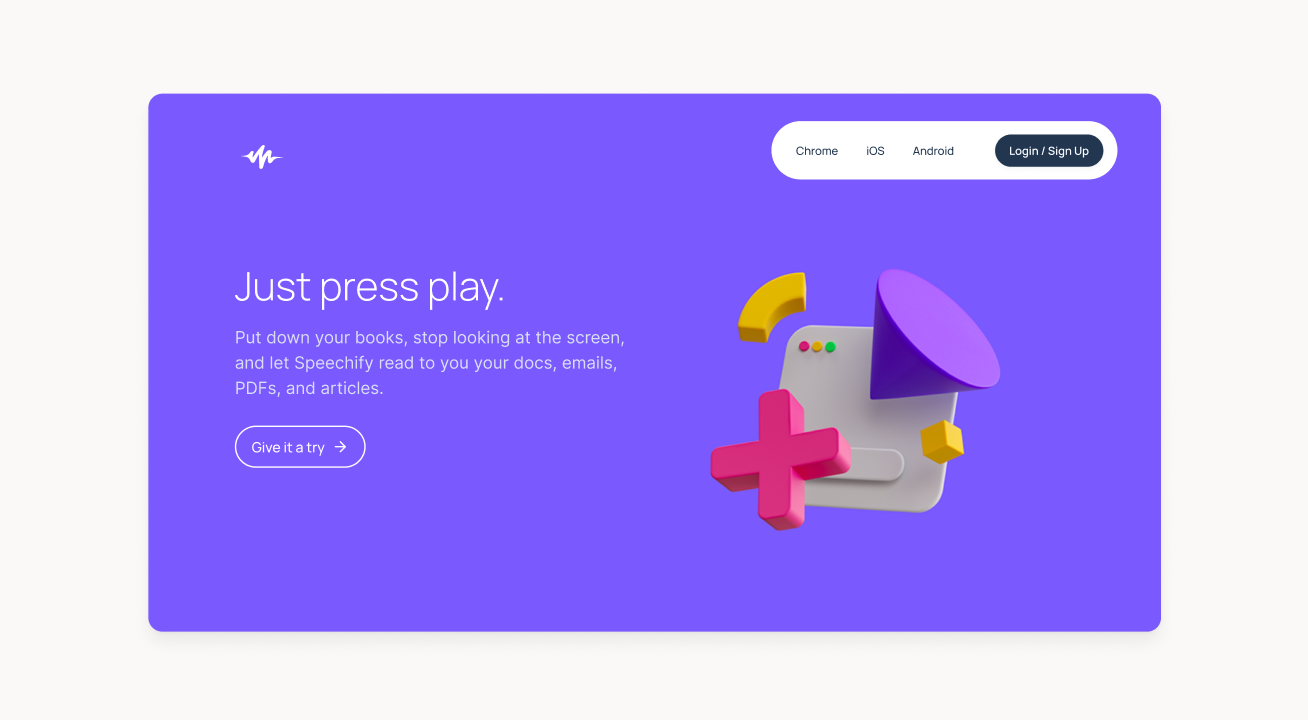 Chrome iOS Android Login / Sign Up
Just press play.
Put down your books, stop looking at the screen,
and let Speechify read to you your docs, emails,
PDFs, and articles.
Give it a try →